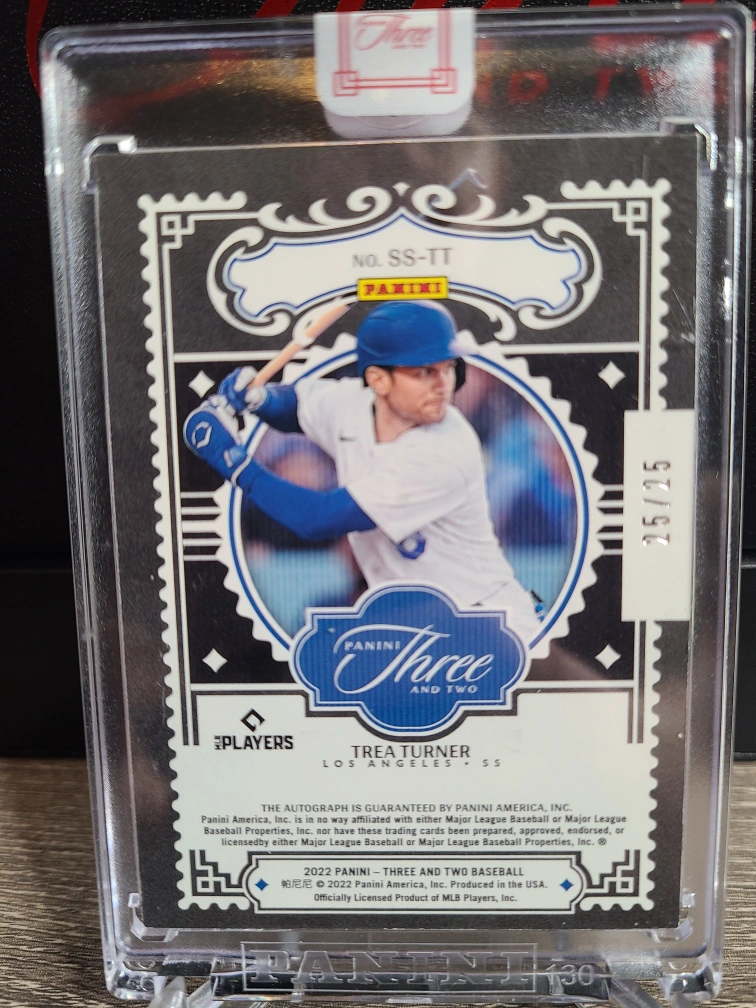 Three
AND TWO
NO. SS-TT
PANINI
25/25
PANINI
Three
AND TWO
MLB PLAYERS
TREA TURNER
LOS ANGELES • SS
THE AUTOGRAPH IS GUARANTEED BY PANINI AMERICA, INC.
Panini America, Inc. is in no way affiliated with either Major League Baseball or Major League
Baseball Properties, Inc. nor have these trading cards been prepared, approved, endorsed, or
licensedby either Major League Baseball or Major League Baseball Properties, Inc. ®
2022 PANINI – THREE AND TWO BASEBALL
帕尼尼 © 2022 Panini America, Inc. Produced in the USA.
Officially Licensed Product of MLB Players, Inc.
PANINI 130